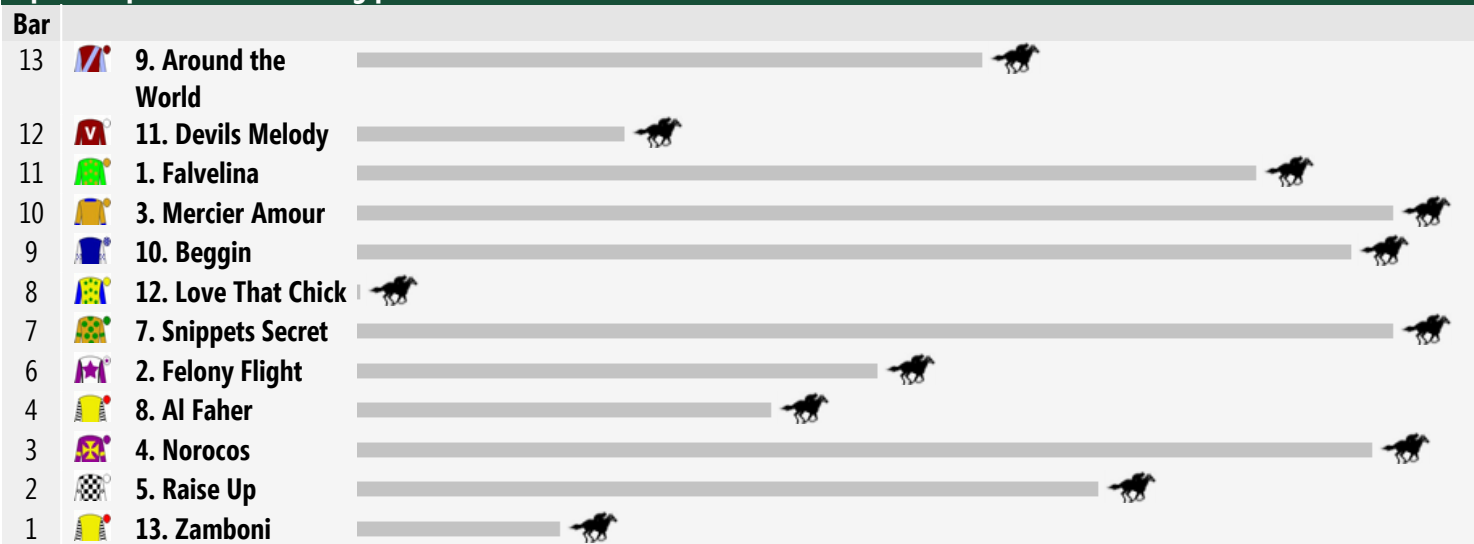 Bar
13 9. Around the
World
12 V 11. Devils Melody
11 1. Falvelina
10 3. Mercier Amour
9 10. Beggin
8 12. Love That Chick
7 7. Snippets Secret
6 2. Felony Flight
4 8. Al Faher
3 4. Norocos
2 5. Raise Up
1 13. Zamboni